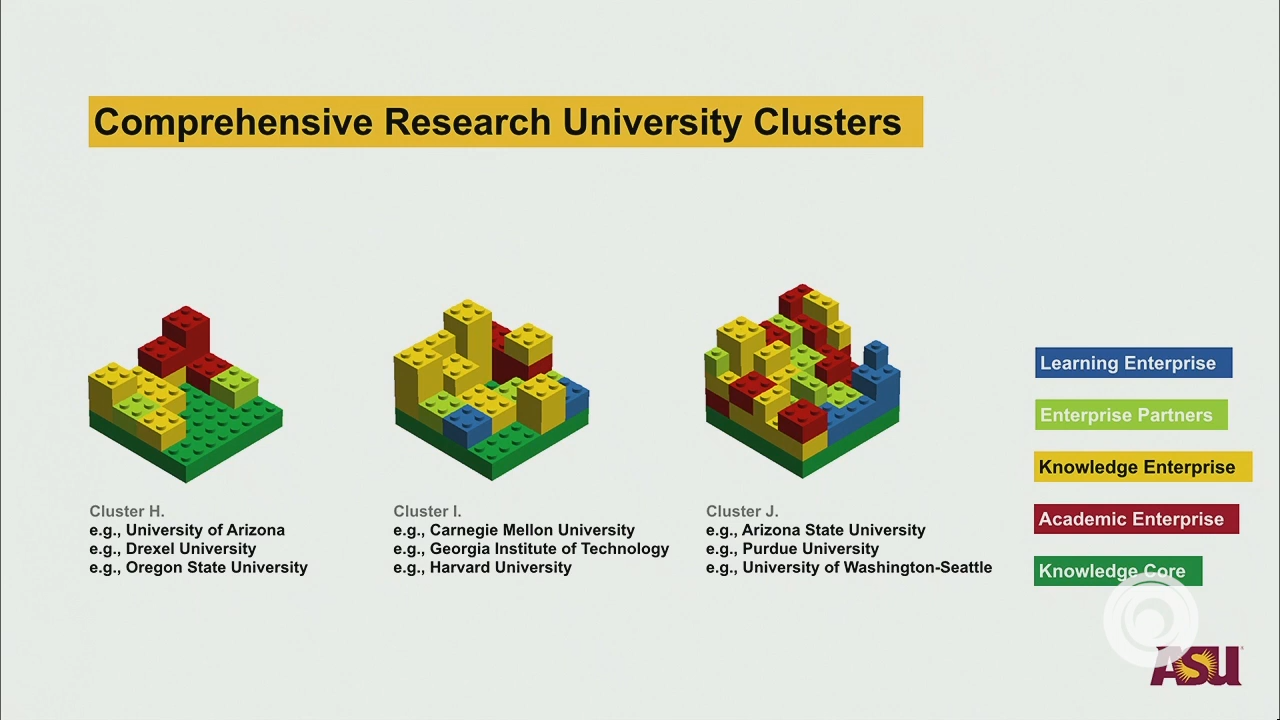 Comprehensive Research University Clusters
Cluster H.
e.g., University of Arizona
e.g., Drexel University
e.g., Oregon State University
Cluster I.
e.g., Carnegie Mellon University
e.g., Georgia Institute of Technology
e.g., Harvard University
Cluster J.
e.g., Arizona State University
e.g., Purdue University
e.g., University of Washington-Seattle
Learning Enterprise
Enterprise Partners
Knowledge Enterprise
Academic Enterprise
Knowledge Core
ASU